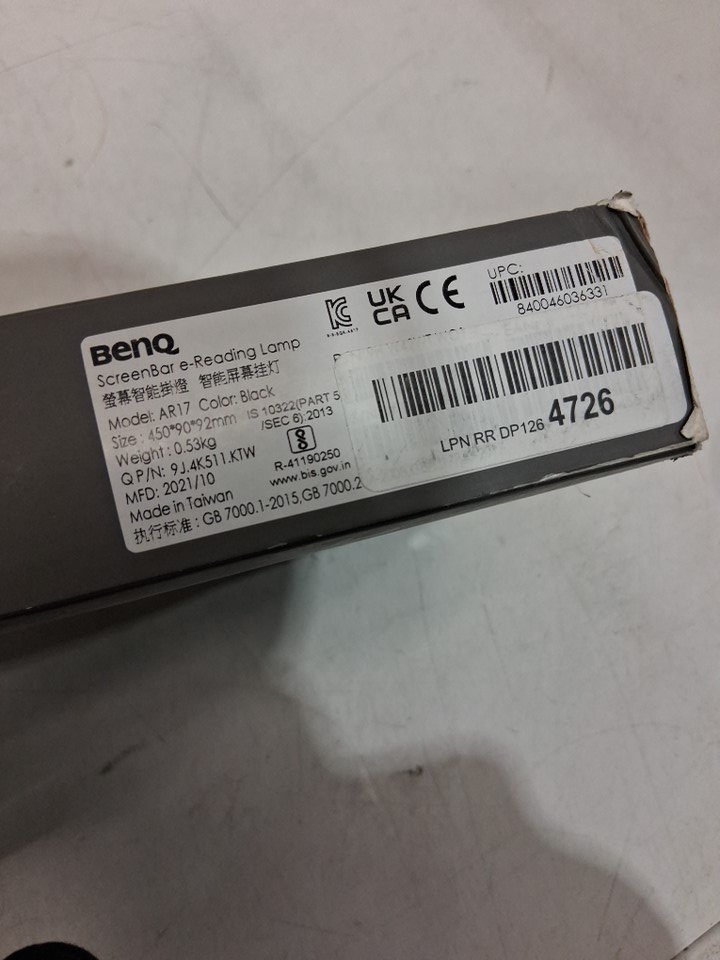 BenQ
ScreenBar e-Reading Lamp
螢幕智能掛燈 智能屏幕挂灯
Model: AR17 Color: Black
Size : 450*90*92mm
Weight : 0.53kg
Q P/N: 9J.4K511.KTW
MFD: 2021/10
Made in Taiwan
执行标准 : GB 7000.1-2015,GB 7000.2
IS 10322(PART 5
/SEC 6).2013
R-41190250
www.bis.gov.in
UK
CA
CE
UPC:
840046036331
LPN RR DP126 4726